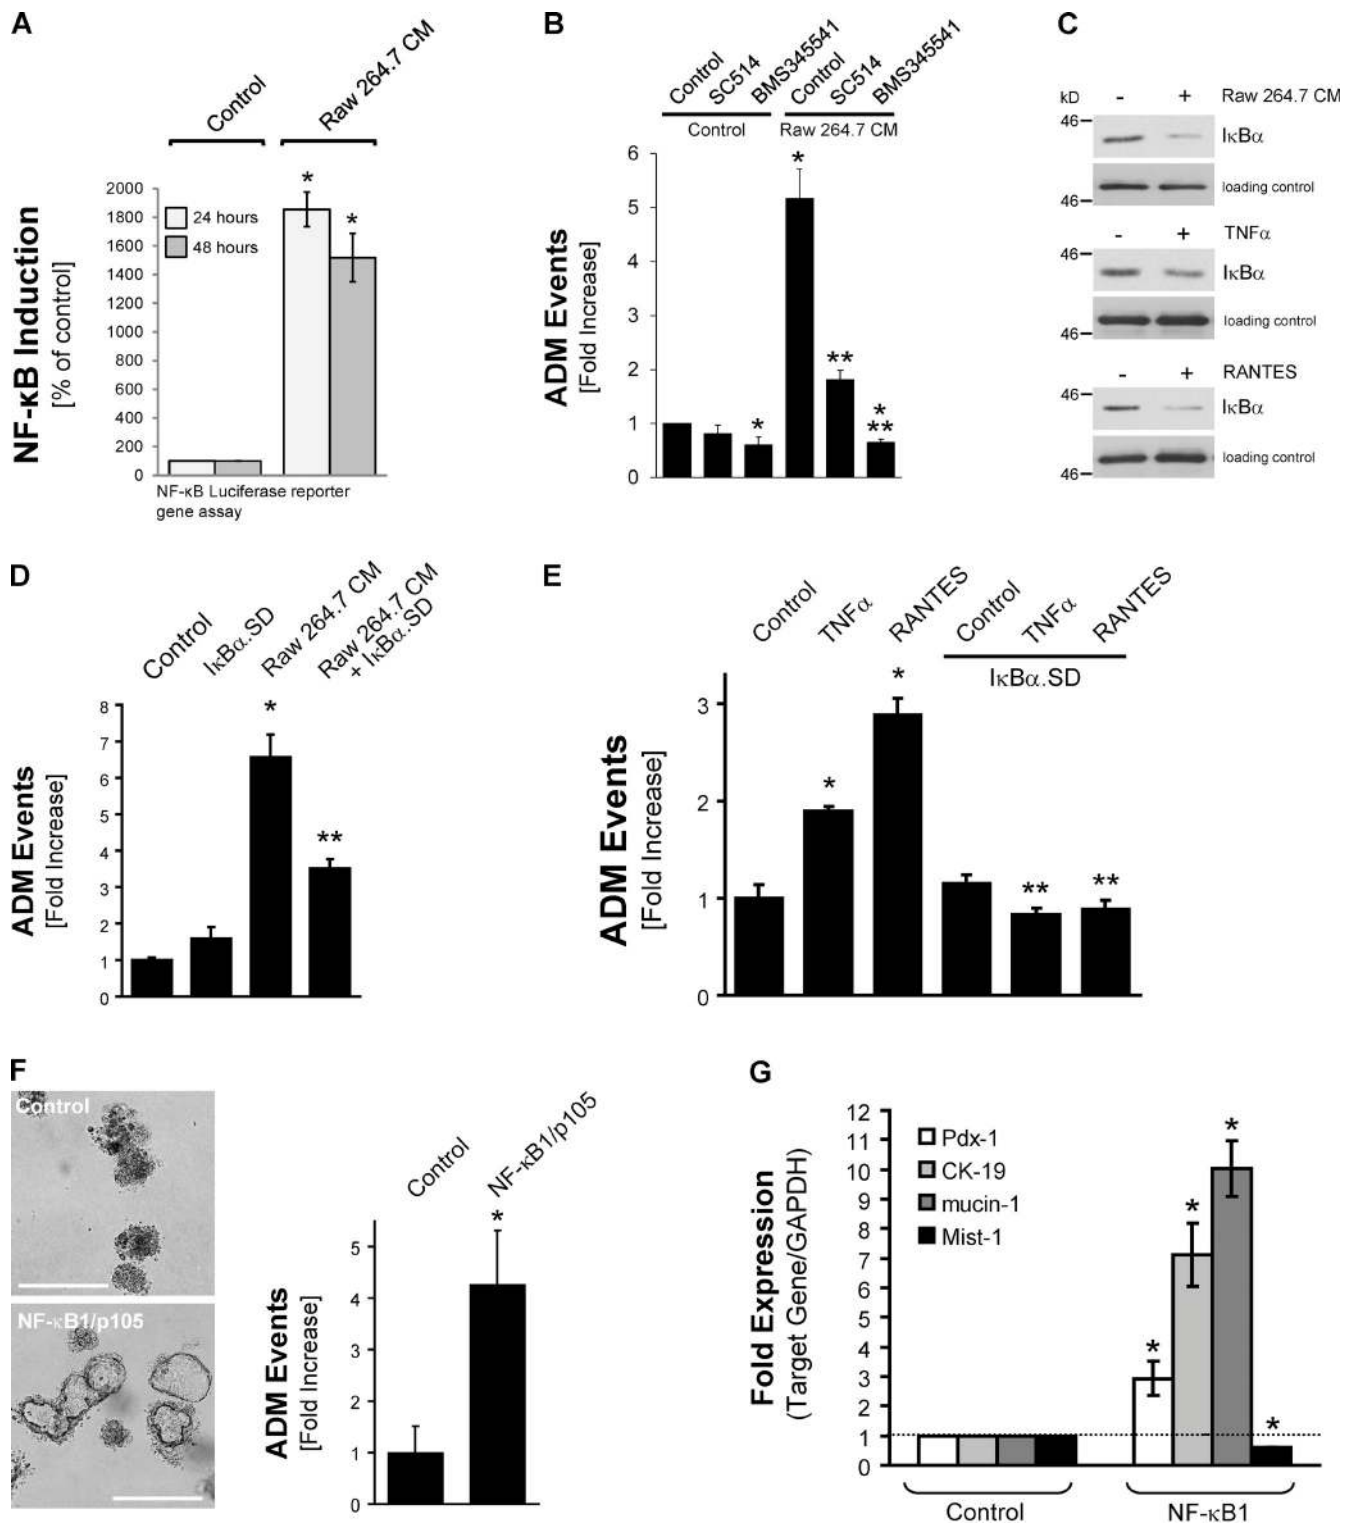 A
Control
Raw 264.7 CM
NF-κB Induction
[% of control]
2000
1800
1600
1400
1200
1000
800
600
400
200
0
24 hours
48 hours
*
*
NF-κB Luciferase reporter
gene assay
B
Control
SC514
BMS345541
Control
SC514
BMS345541
Control
Raw 264.7 CM
ADM Events
[Fold Increase]
6
5
4
3
2
1
0
*
*
**
*
**
C
kD
- + Raw 264.7 CM
46
IκBα
loading control
46
- + TNFα
46
IκBα
loading control
46
- + RANTES
46
IκBα
loading control
46
D
Control
IκBα.SD
Raw 264.7 CM
Raw 264.7 CM
+ IκBα.SD
ADM Events
[Fold Increase]
8
7
6
5
4
3
2
1
0
*
**
E
Control
TNFα
RANTES
Control
TNFα
RANTES
IκBα.SD
ADM Events
[Fold Increase]
3
2
1
0
*
*
**
**
F
Control
NF-κB1/p105
Control
NF-κB1/p105
ADM Events
[Fold Increase]
5
4
3
2
1
0
*
G
Fold Expression
(Target Gene/GAPDH)
12
11
10
9
8
7
6
5
4
3
2
1
0
Pdx-1
CK-19
mucin-1
Mist-1
*
*
*
*
Control
NF-κB1